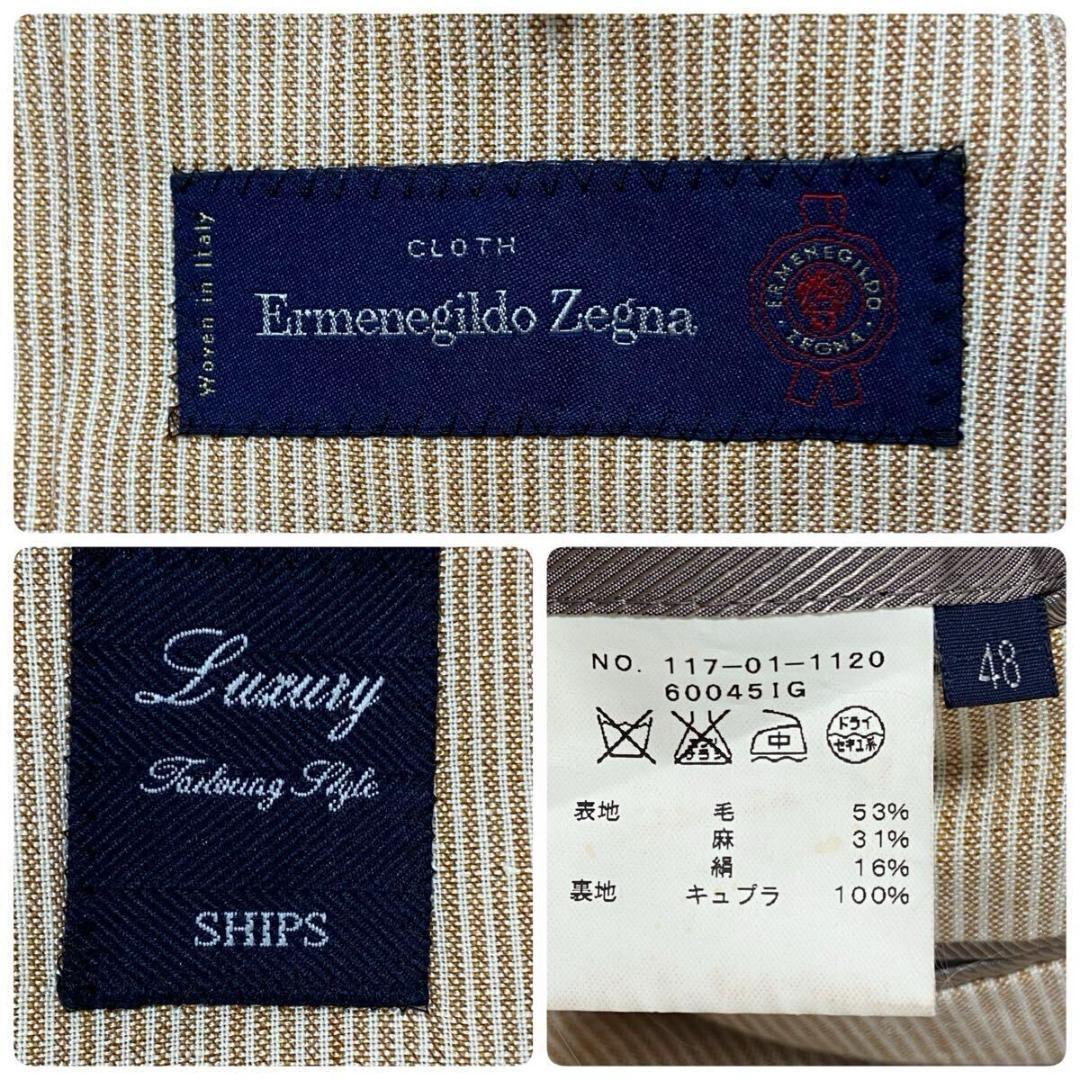 Woven in Italy
CLOTH
Ermenegildo Zegna
ERMENEGILDO
ZEGNA
Luxury
Tailoring Style
SHIPS
NO. 117-01-1120
60045IG
中
ドライ
セキユ系
48
表地 毛 53%
麻 31%
絹 16%
裏地 キュプラ 100%